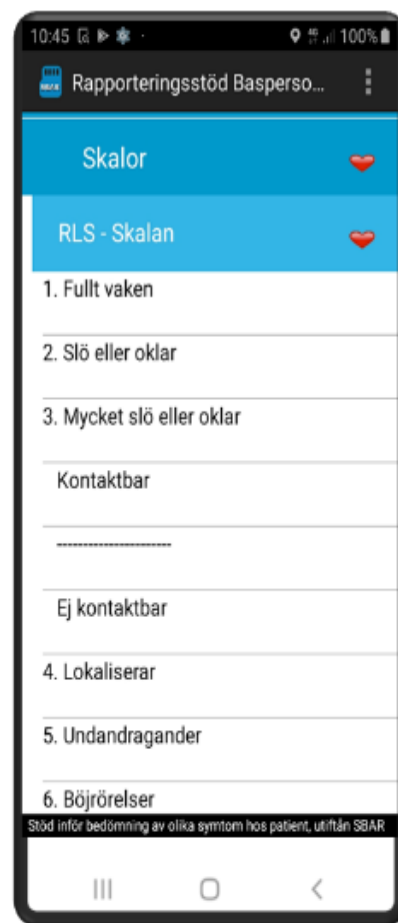 10:45
100%
Rapporteringsstöd Basperso...
Skalor
RLS - Skalan
1. Fullt vaken
2. Slö eller oklar
3. Mycket slö eller oklar
Kontaktbar
----------------------
Ej kontaktbar
4. Lokaliserar
5. Undandragander
6. Böjrörelser
Stöd inför bedömning av olika symtom hos patient, utiftån SBAR